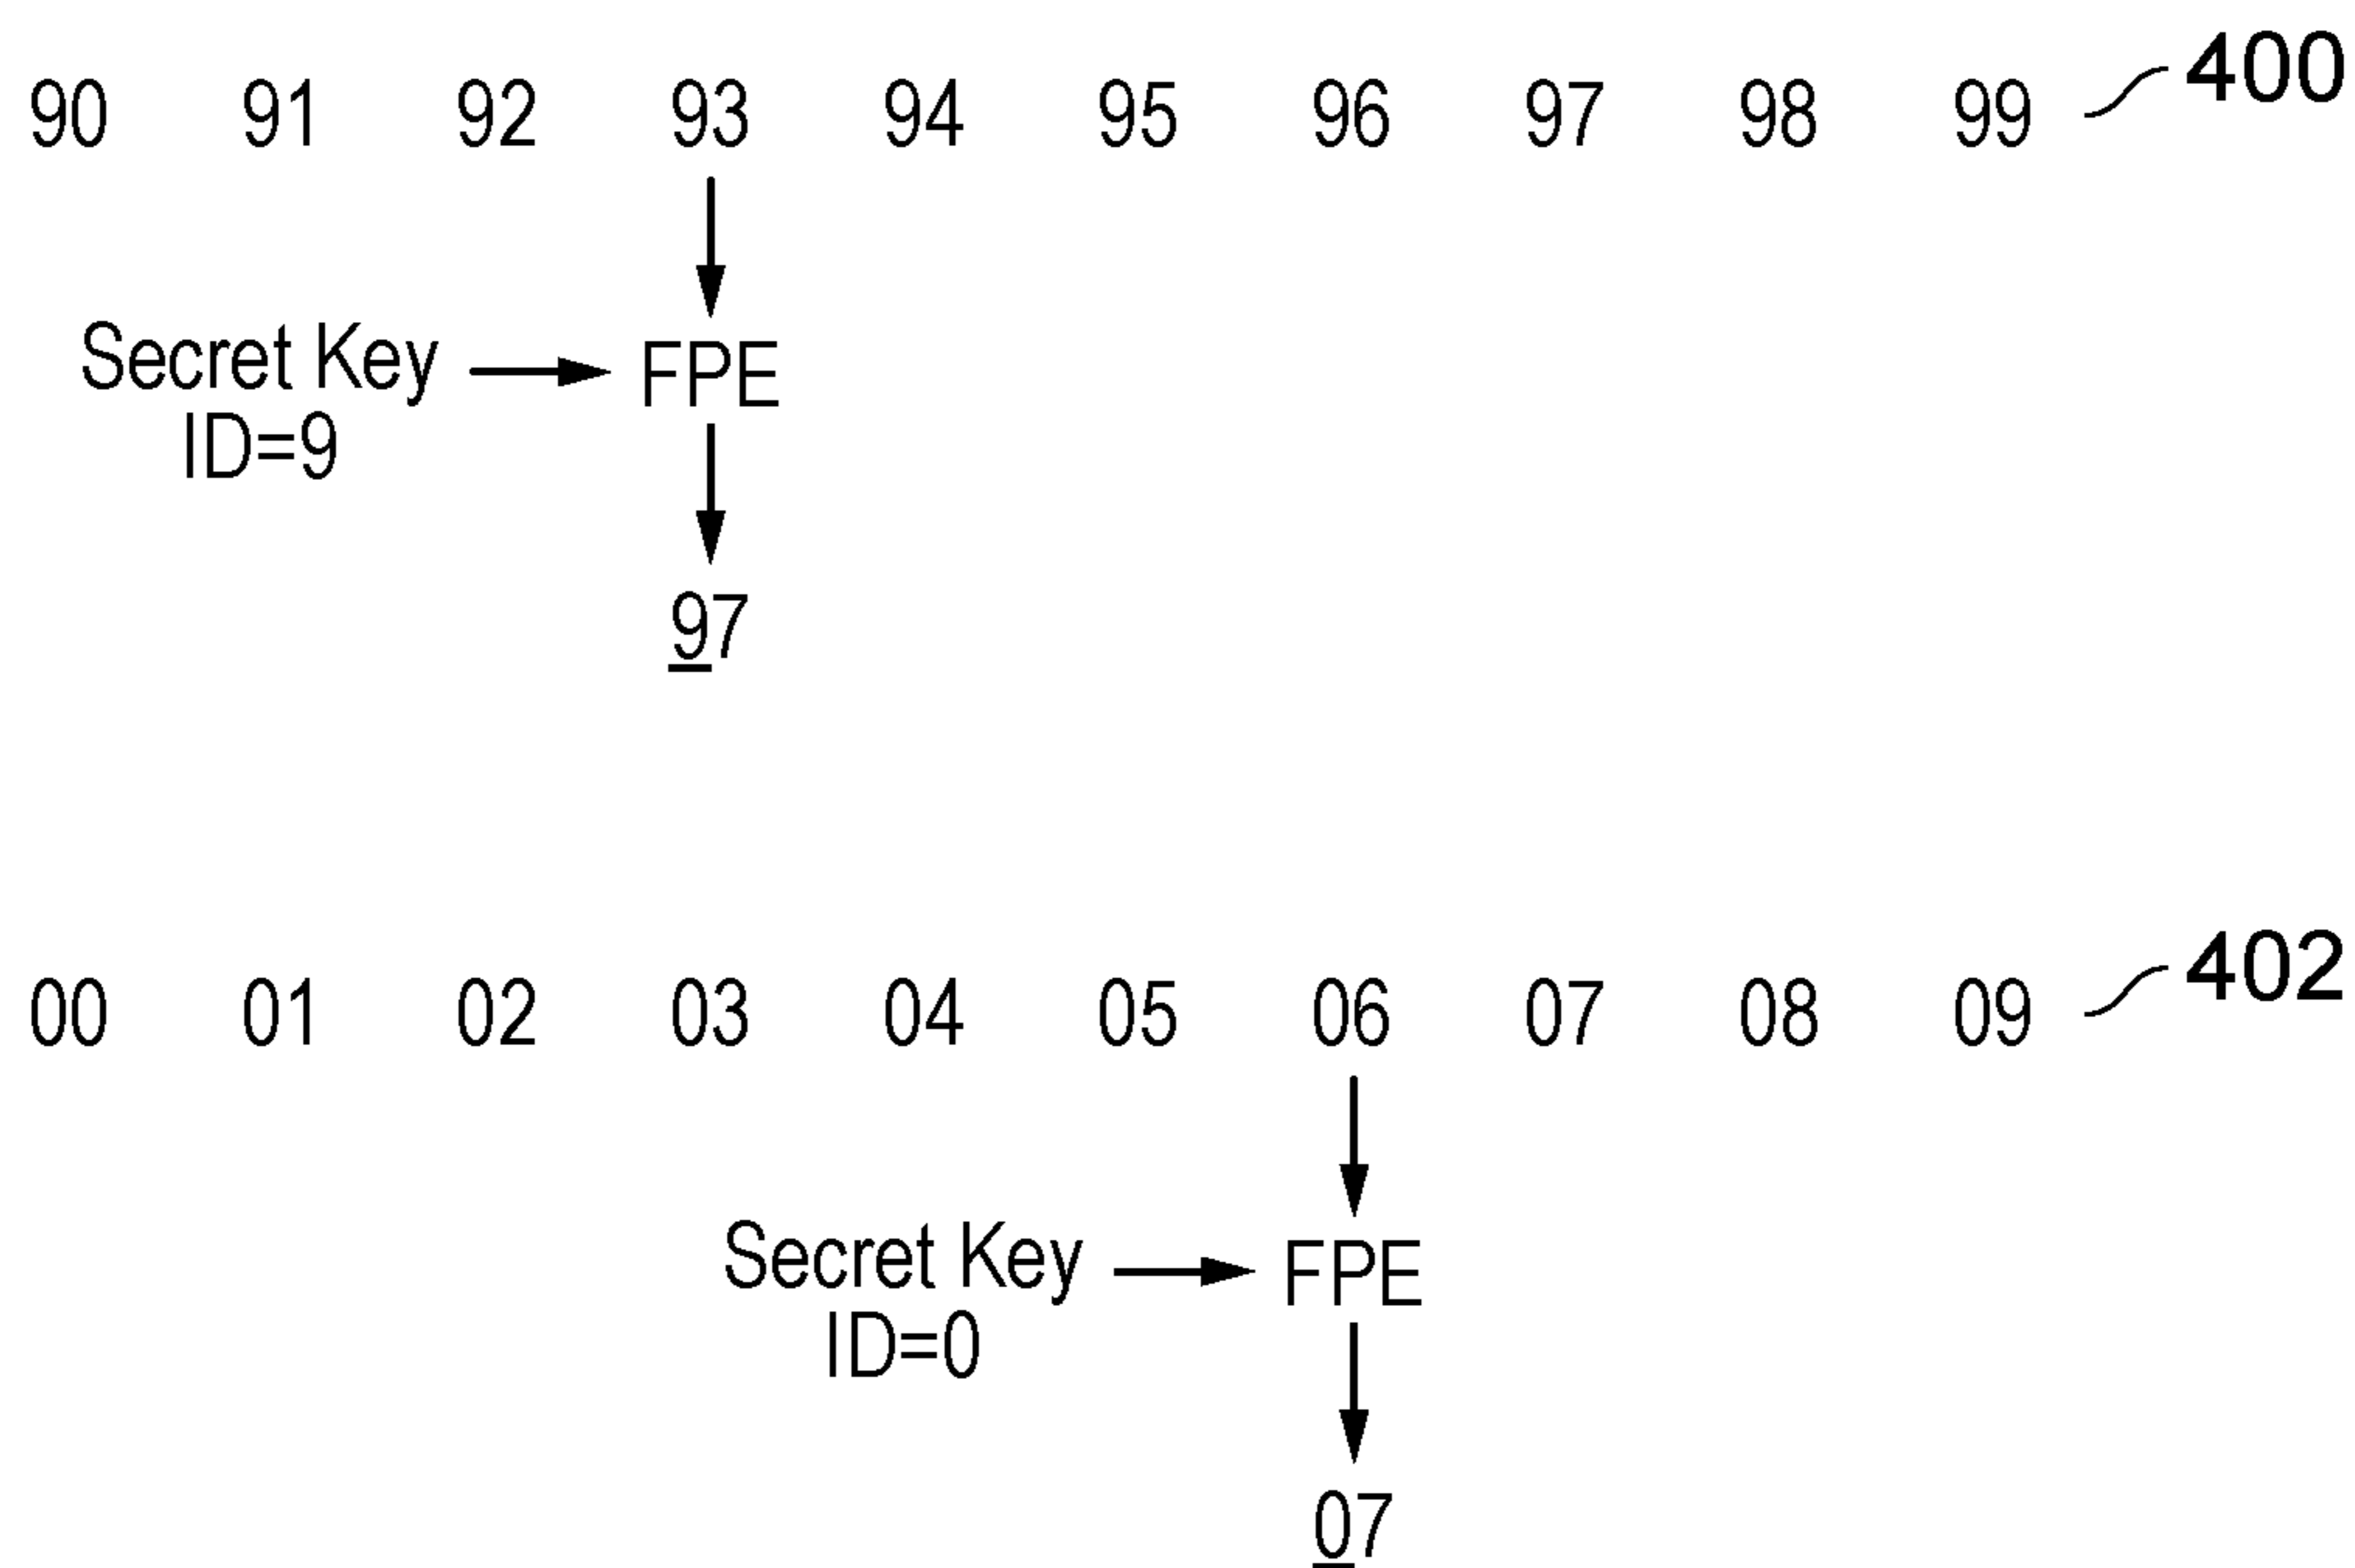 90 91 92 93 94 95 96 97 98 99 400
Secret Key FPE
ID=9
97
00 01 02 03 04 05 06 07 08 09 402
Secret Key FPE
ID=0
07